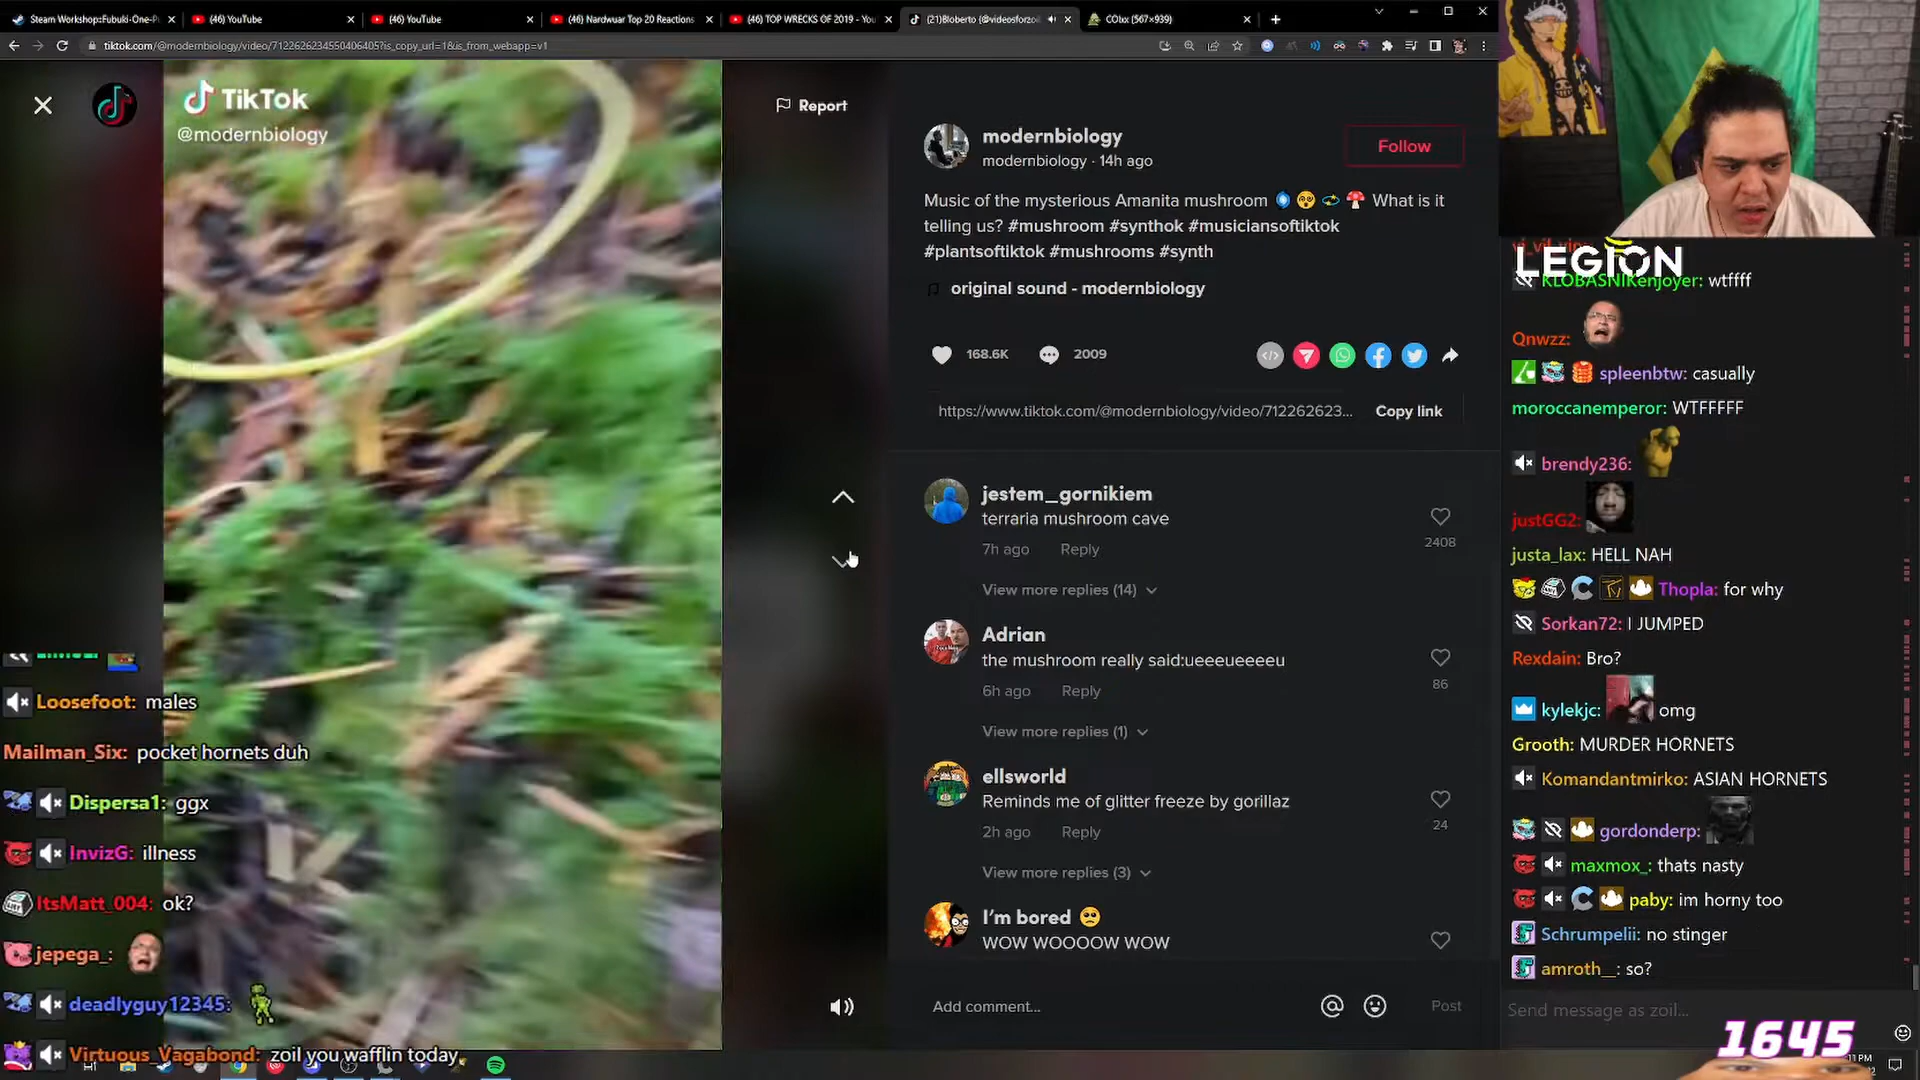 Steam Workshop::Fubuki-One-P
(46) YouTube
(46) YouTube
(46) Nardwuar Top 20 Reactions
(46) TOP WRECKS OF 2019 - You
(21)Bloberto (@videosforzoil
COlxx (567×939)
tiktok.com/@modernbiology/video/7122626234550406405?is_copy_url=1&is_from_webapp=v1
TikTok
@modernbiology
Report
modernbiology
modernbiology · 14h ago
Follow
Music of the mysterious Amanita mushroom 🌀 😵‍💫 🍄 What is it
telling us? #mushroom #synthok #musiciansoftiktok
#plantsoftiktok #mushrooms #synth
original sound - modernbiology
168.6K
2009
https://www.tiktok.com/@modernbiology/video/712262623...
Copy link
jestem_gornikiem
terraria mushroom cave
7h ago Reply
2408
View more replies (14)
Adrian
the mushroom really said:ueeeueeeeu
86
6h ago Reply
View more replies (1)
ellsworld
Reminds me of glitter freeze by gorillaz
24
2h ago Reply
View more replies (3)
I'm bored 🥺
WOW WOOOOW WOW
Add comment...
Post
Loosefoot: males
Mailman_Six: pocket hornets duh
Dispersa1: ggx
InvizG: illness
ItsMatt_004: ok?
jepega_:
deadlyguy12345:
Virtuous_Vagabond: zoil you wafflin today
LEGION
KLOBASNIKenjoyer: wtffff
Qnwzz:
spleenbtw: casually
moroccanemperor: WTFFFFF
brendy236:
justGG2:
justa_lax: HELL NAH
Thopla: for why
Sorkan72: I JUMPED
Rexdain: Bro?
kylekjc: omg
Grooth: MURDER HORNETS
Komandantmirko: ASIAN HORNETS
gordonderp:
maxmox_: thats nasty
paby: im horny too
Schrumpelii: no stinger
amroth__: so?
Send message as zoil...
1645